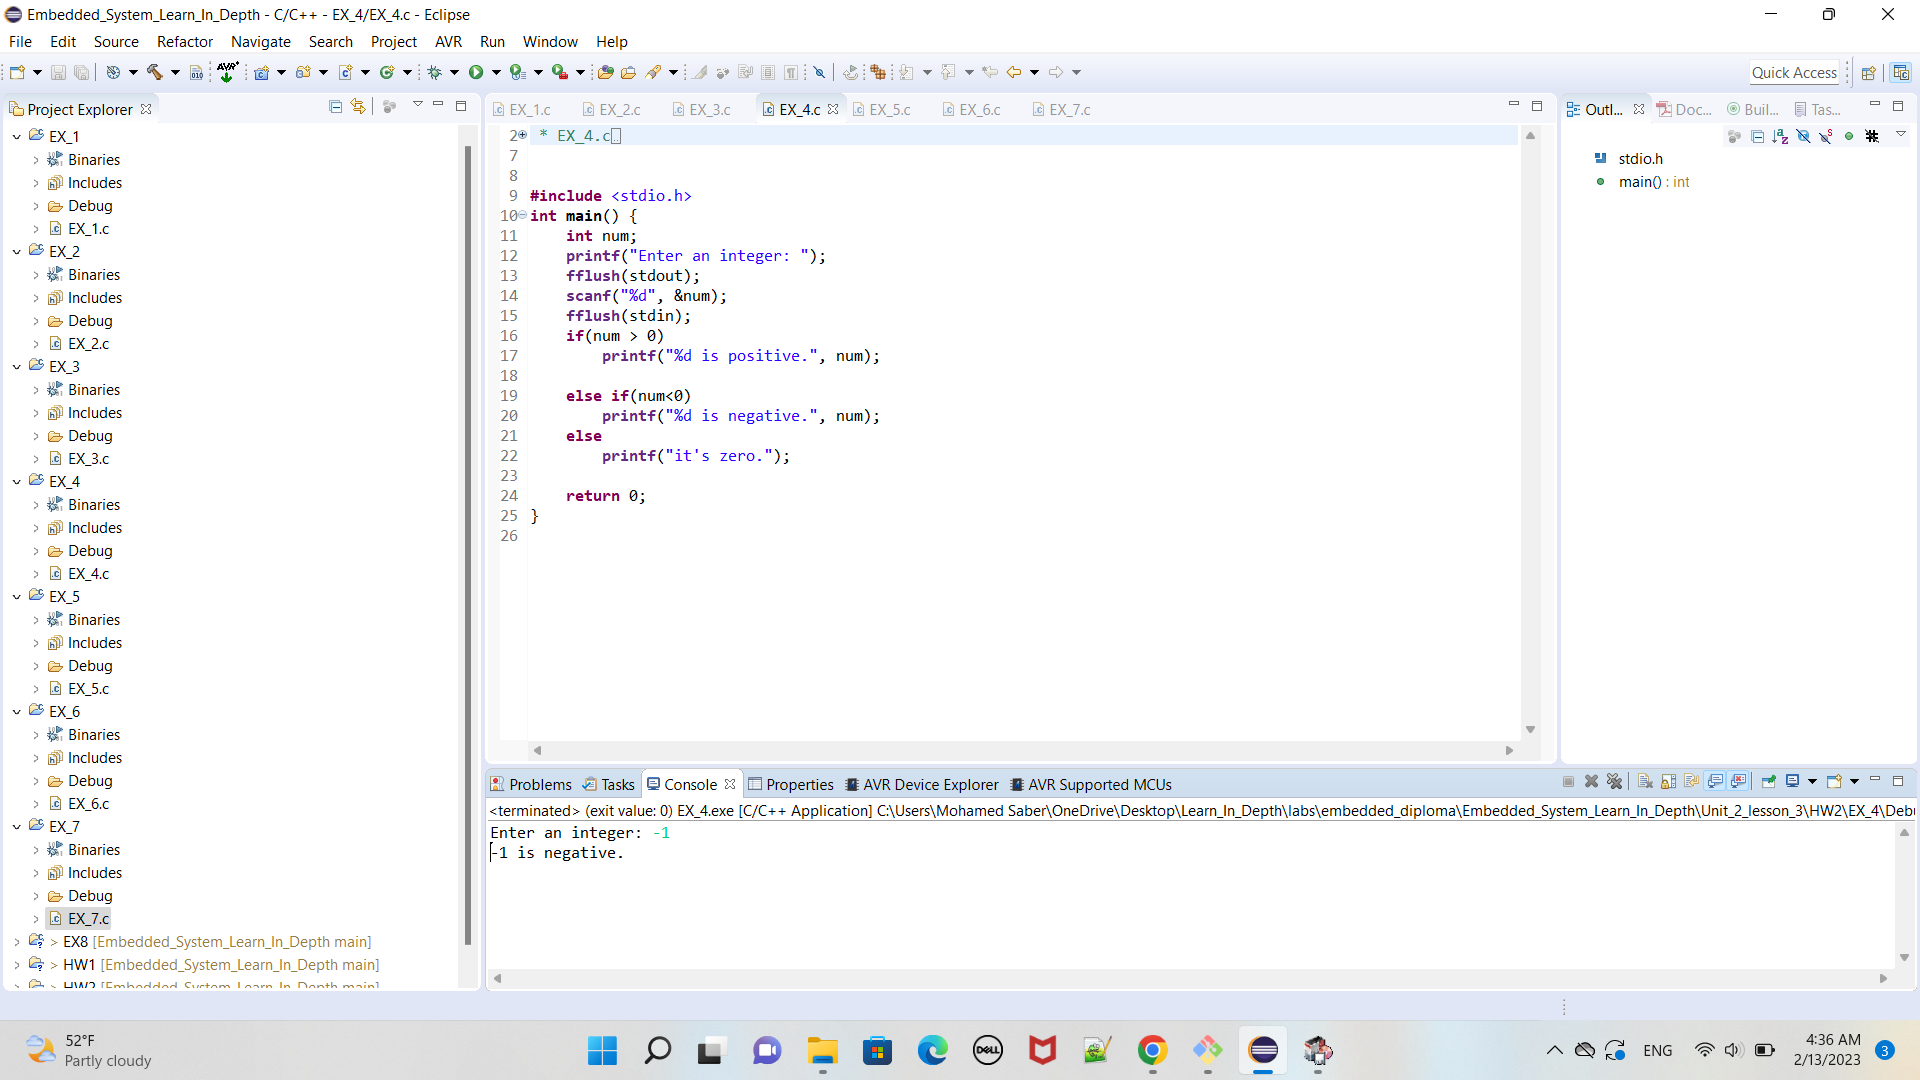 Embedded_System_Learn_In_Depth - C/C++ - EX_4/EX_4.c - Eclipse
File Edit Source Refactor Navigate Search Project AVR Run Window Help
Quick Access
Project Explorer
EX_1
Binaries
Includes
Debug
EX_1.c
EX_2
Binaries
Includes
Debug
EX_2.c
EX_3
Binaries
Includes
Debug
EX_3.c
EX_4
Binaries
Includes
Debug
EX_4.c
EX_5
Binaries
Includes
Debug
EX_5.c
EX_6
Binaries
Includes
Debug
EX_6.c
EX_7
Binaries
Includes
Debug
EX_7.c
> EX8 [Embedded_System_Learn_In_Depth main]
> HW1 [Embedded_System_Learn_In_Depth main]
> HW2 [Embedded_System_Learn_In_Depth main]
EX_1.c EX_2.c EX_3.c EX_4.c EX_5.c EX_6.c EX_7.c
2 * EX_4.c
7
8
9 #include <stdio.h>
10 int main() {
11 int num;
12 printf("Enter an integer: ");
13 fflush(stdout);
14 scanf("%d", &num);
15 fflush(stdin);
16 if(num > 0)
17 printf("%d is positive.", num);
18
19 else if(num<0)
20 printf("%d is negative.", num);
21 else
22 printf("it's zero.");
23
24 return 0;
25 }
26
Outl... Doc... Buil... Tas...
stdio.h
main() : int
Problems Tasks Console Properties AVR Device Explorer AVR Supported MCUs
<terminated> (exit value: 0) EX_4.exe [C/C++ Application] C:\Users\Mohamed Saber\OneDrive\Desktop\Learn_In_Depth\labs\embedded_diploma\Embedded_System_Learn_In_Depth\Unit_2_lesson_3\HW2\EX_4\Deb
Enter an integer: -1
-1 is negative.
52°F
Partly cloudy
DELL
ENG
4:36 AM
2/13/2023
3